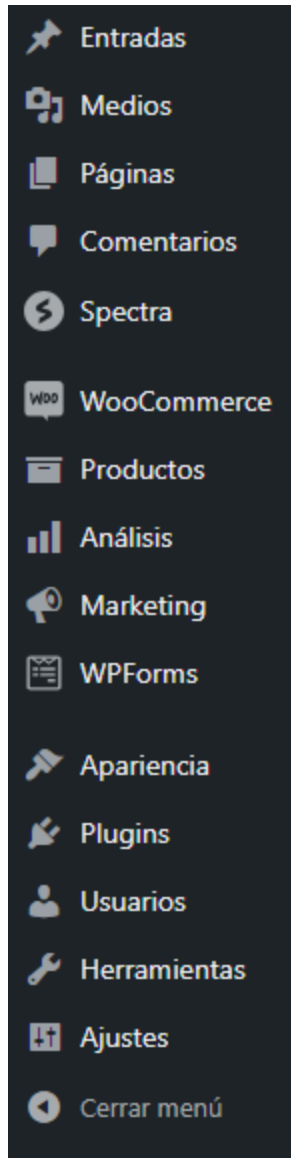 Entradas
Medios
Páginas
Comentarios
Spectra
Woo WooCommerce
Productos
Análisis
Marketing
WPForms
Apariencia
Plugins
Usuarios
Herramientas
Ajustes
Cerrar menú